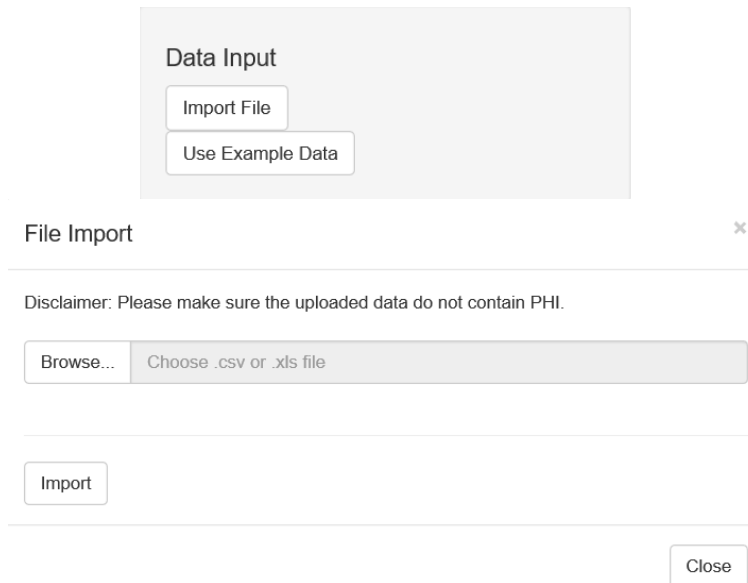 Data Input
Import File
Use Example Data
File Import
×
Disclaimer: Please make sure the uploaded data do not contain PHI.
Browse... Choose .csv or .xls file
Import
Close